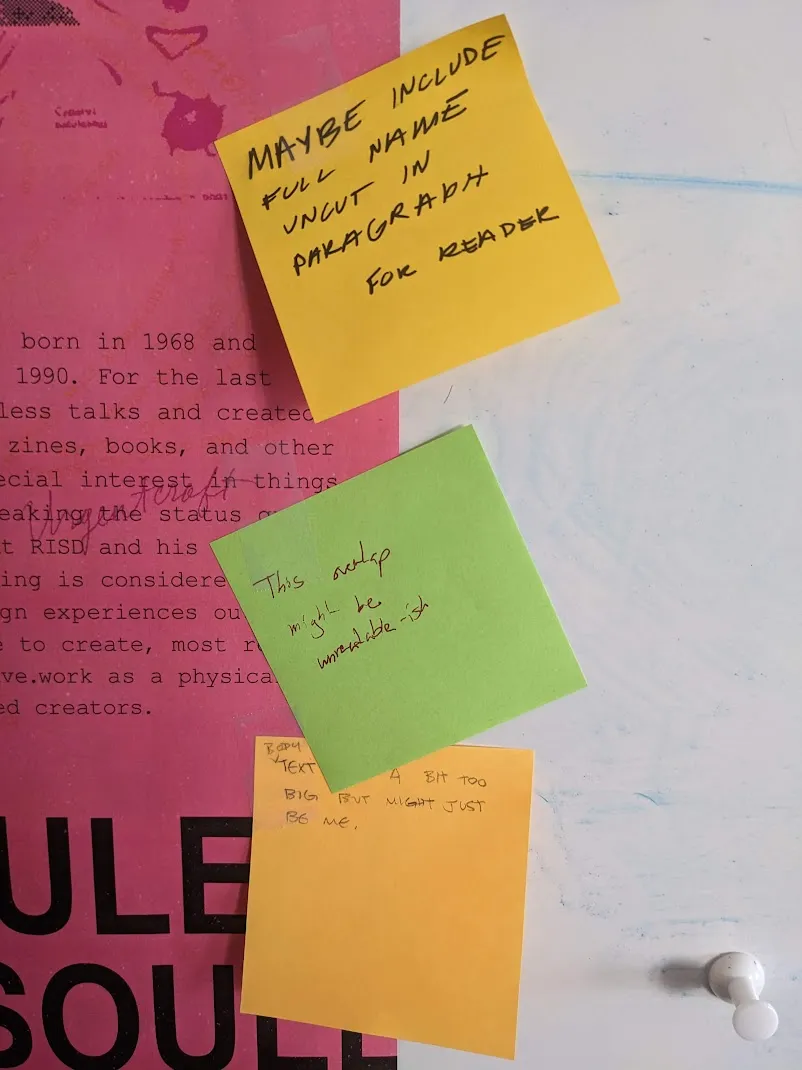 MAYBE INCLUDE
FULL NAME
UNCUT IN
PARAGRAPH
FOR READER
born in 1968 and
1990. For the last
less talks and created
zines, books, and other
ecial interest in things
eaking the status
Urgentcraft
t RISD and his
ing is considere
gn experiences ou
e to create, most r
ve.work as a physica
ed creators.
This overlap
might be
unreadable-ish
BODY
TEXT A BIT TOO
BIG BUT MIGHT JUST
BE ME.
ULE
SOULL